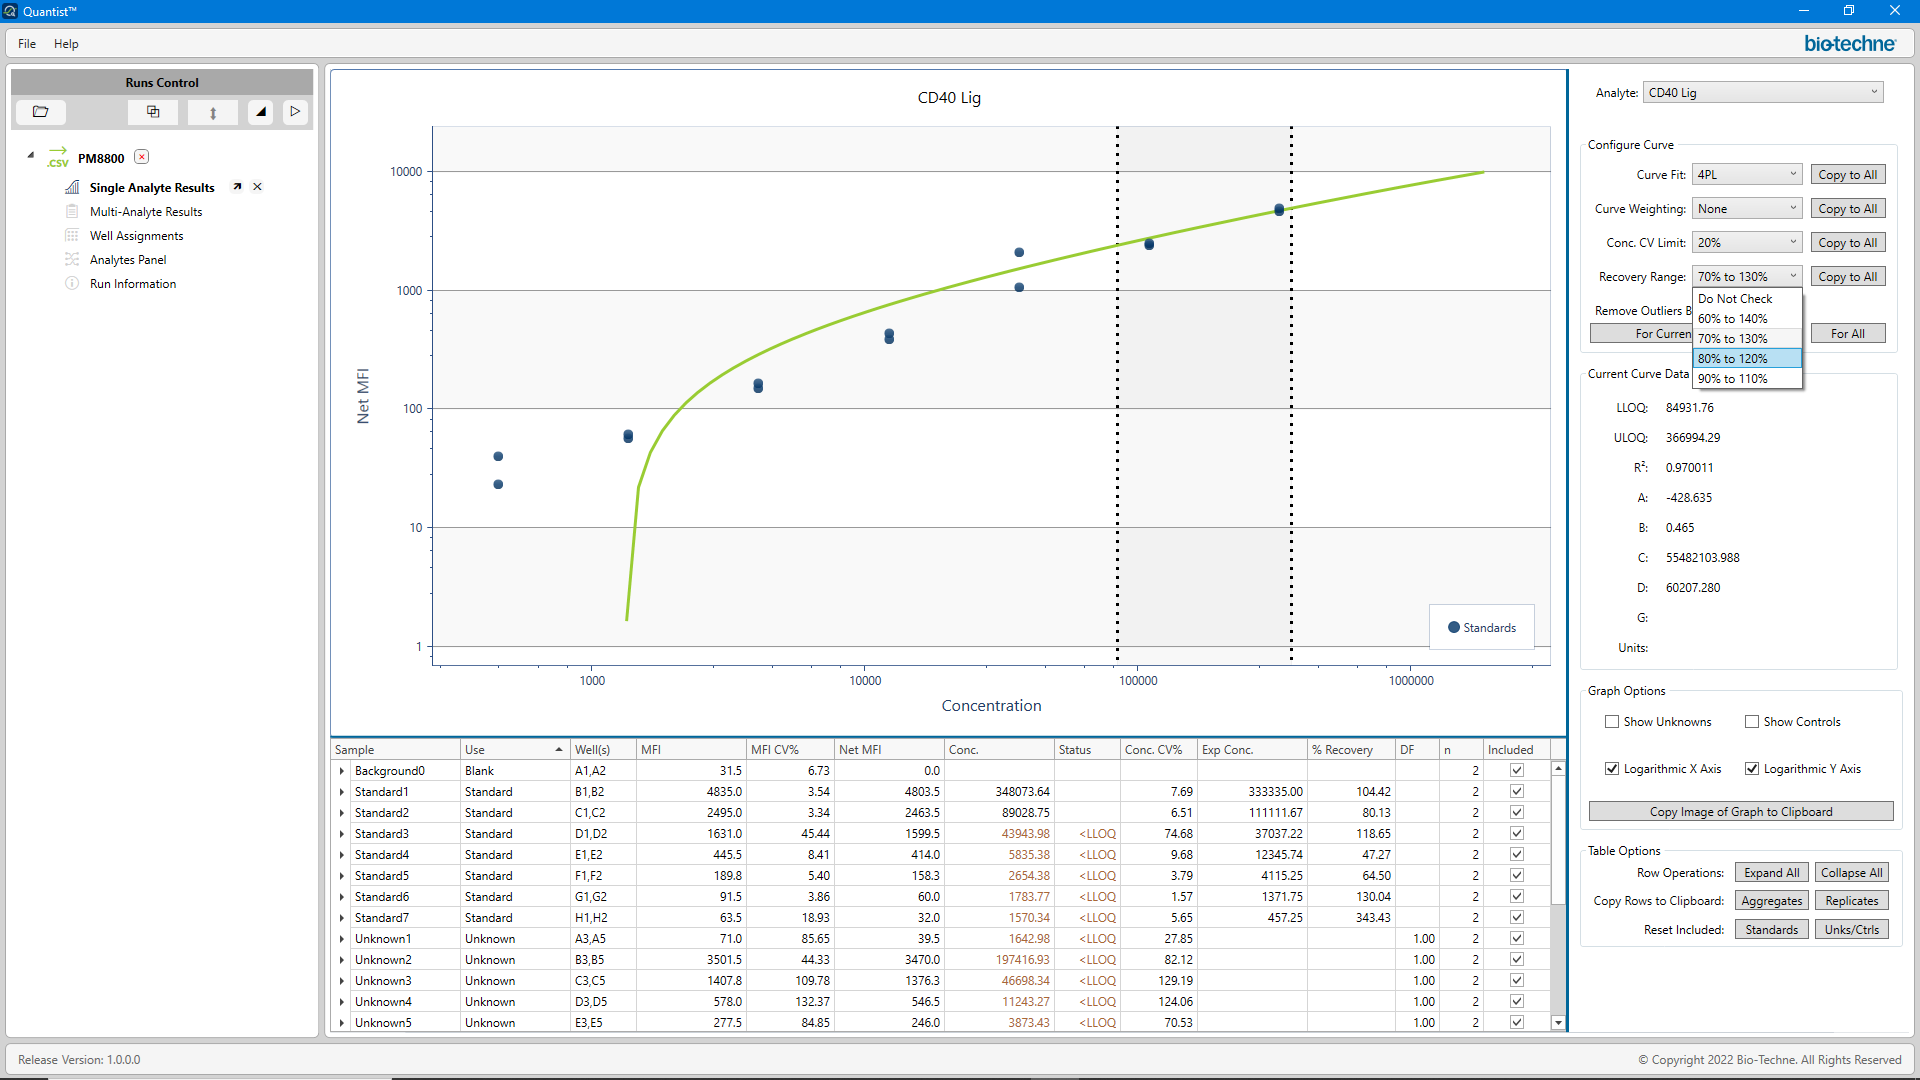 Quantist™
File Help
bio-techne®
Runs Control
.CSV PM8800
Single Analyte Results
Multi-Analyte Results
Well Assignments
Analytes Panel
Run Information
CD40 Lig
10000
1000
100
10
1
Net MFI
Standards
1000 10000 100000 1000000
Concentration
Sample Use Well(s) MFI MFI CV% Net MFI Conc. Status Conc. CV% Exp Conc. % Recovery DF n Included
Background0 Blank A1,A2 31.5 6.73 0.0 2
Standard1 Standard B1,B2 4835.0 3.54 4803.5 348073.64 7.69 333335.00 104.42 2
Standard2 Standard C1,C2 2495.0 3.34 2463.5 89028.75 6.51 111111.67 80.13 2
Standard3 Standard D1,D2 1631.0 45.44 1599.5 43943.98 <LLOQ 74.68 37037.22 118.65 2
Standard4 Standard E1,E2 445.5 8.41 414.0 5835.38 <LLOQ 9.68 12345.74 47.27 2
Standard5 Standard F1,F2 189.8 5.40 158.3 2654.38 <LLOQ 3.79 4115.25 64.50 2
Standard6 Standard G1,G2 91.5 3.86 60.0 1783.77 <LLOQ 1.57 1371.75 130.04 2
Standard7 Standard H1,H2 63.5 18.93 32.0 1570.34 <LLOQ 5.65 457.25 343.43 2
Unknown1 Unknown A3,A5 71.0 85.65 39.5 1642.98 <LLOQ 27.85 1.00 2
Unknown2 Unknown B3,B5 3501.5 44.33 3470.0 197416.93 <LLOQ 82.12 1.00 2
Unknown3 Unknown C3,C5 1407.8 109.78 1376.3 46698.34 <LLOQ 129.19 1.00 2
Unknown4 Unknown D3,D5 578.0 132.37 546.5 11243.27 <LLOQ 124.06 1.00 2
Unknown5 Unknown E3,E5 277.5 84.85 246.0 3873.43 <LLOQ 70.53 1.00 2
Analyte: CD40 Lig
Configure Curve
Curve Fit: 4PL Copy to All
Curve Weighting: None Copy to All
Conc. CV Limit: 20% Copy to All
Recovery Range: 70% to 130% Copy to All
Do Not Check
60% to 140%
70% to 130%
80% to 120%
90% to 110%
Remove Outliers B
For Curren For All
Current Curve Data
LLOQ: 84931.76
ULOQ: 366994.29
R²: 0.970011
A: -428.635
B: 0.465
C: 55482103.988
D: 60207.280
G:
Units:
Graph Options
Show Unknowns Show Controls
Logarithmic X Axis Logarithmic Y Axis
Copy Image of Graph to Clipboard
Table Options
Row Operations: Expand All Collapse All
Copy Rows to Clipboard: Aggregates Replicates
Reset Included: Standards Unks/Ctrls
Release Version: 1.0.0.0
© Copyright 2022 Bio-Techne. All Rights Reserved